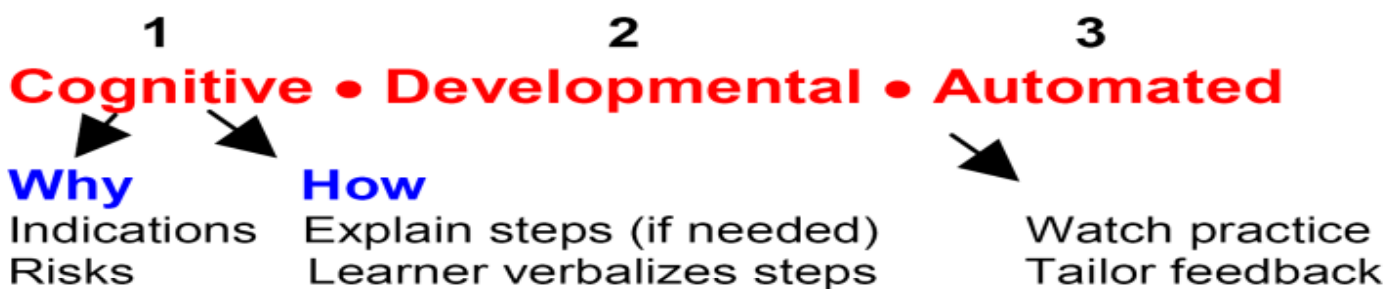 1 2 3
Cognitive • Developmental • Automated
Why How
Indications Explain steps (if needed) Watch practice
Risks Learner verbalizes steps Tailor feedback